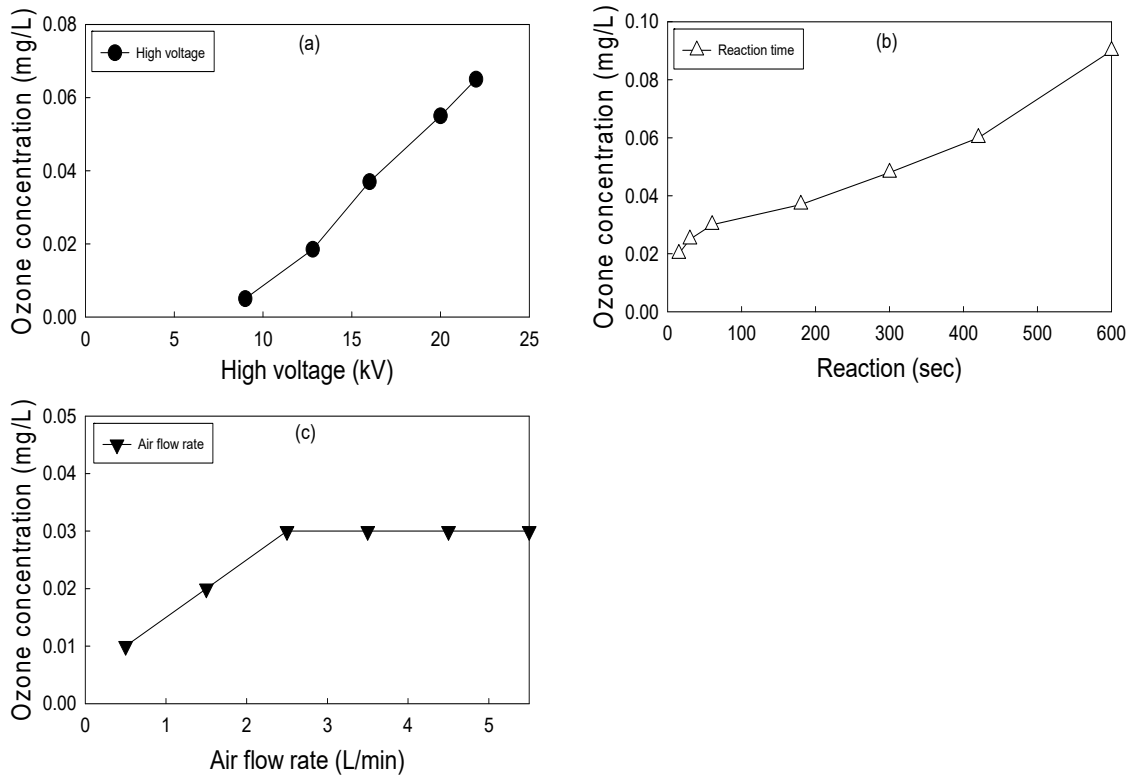 0.08
(a)
High voltage
0.06
0.04
0.02
0.00
0 5 10 15 20 25
Ozone concentration (mg/L)
High voltage (kV)
0.10
(b)
Reaction time
0.08
0.06
0.04
0.02
0.00
0 100 200 300 400 500 600
Ozone concentration (mg/L)
Reaction (sec)
0.05
(c)
Air flow rate
0.04
0.03
0.02
0.01
0.00
0 1 2 3 4 5
Ozone concentration (mg/L)
Air flow rate (L/min)